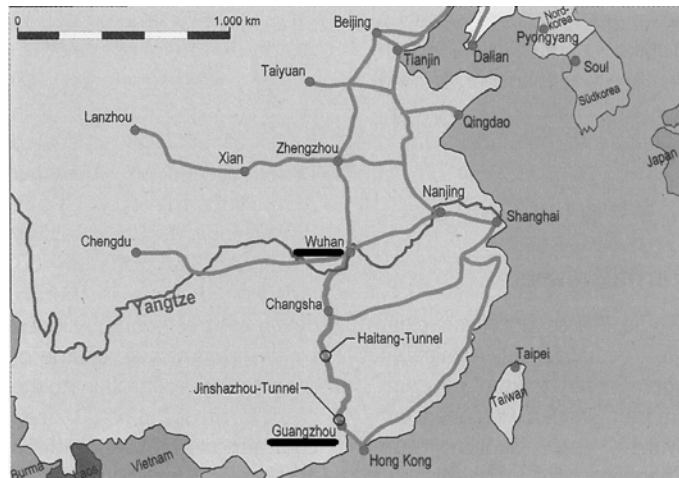 0
1.000 km
Beijing
Nord-
korea
Pyongyang
Tianjin
Dalian
Soul
Südkorea
Taiyuan
Lanzhou
Qingdao
Zhengzhou
Xian
Japan
Nanjing
Shanghai
Wuhan
Chengdu
Yangtze
Changsha
Haitang-Tunnel
Taipei
Jinshazhou-Tunnel
Taiwan
Guangzhou
Hong Kong
Burma
Laos
Vietnam